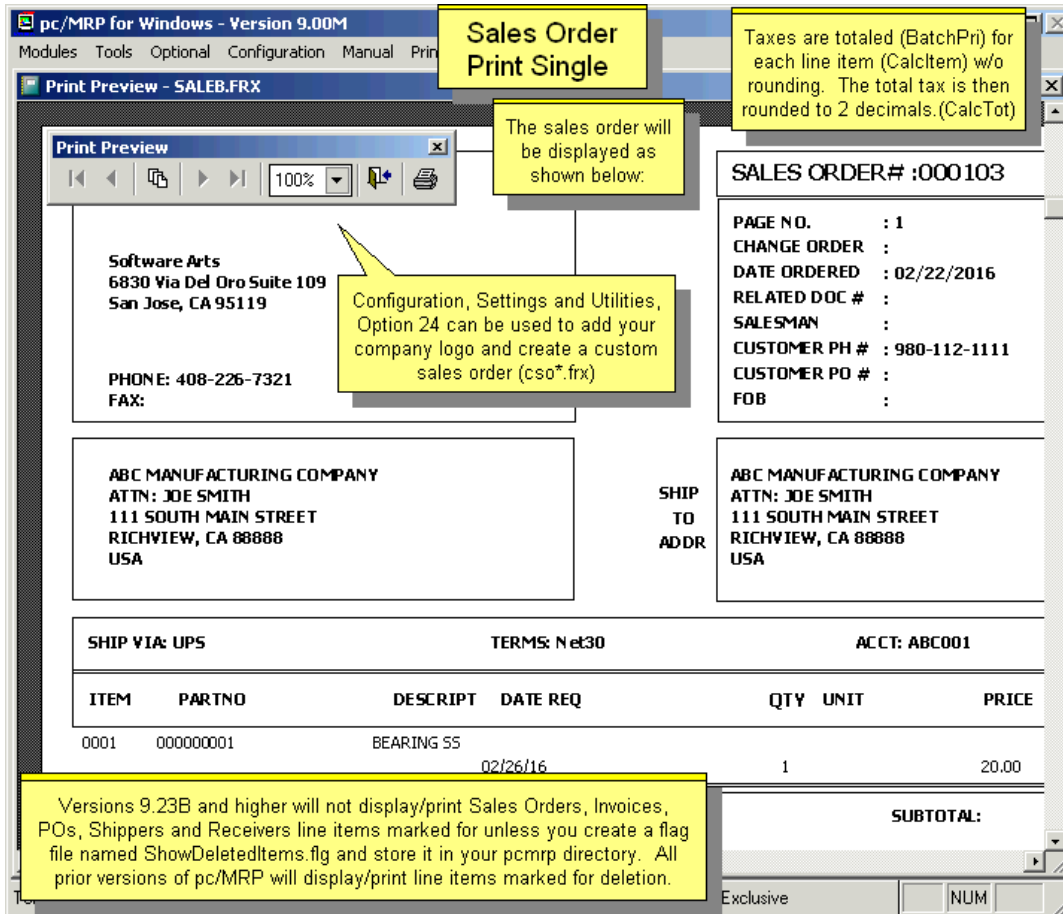 pc/MRP for Windows - Version 9.00M
Sales Order
Print Single
Taxes are totaled (BatchPri) for
each line item (CalcItem) w/o
rounding. The total tax is then
rounded to 2 decimals.(CalcTot)
Modules Tools Optional Configuration Manual
Print Preview - SALEB.FRX
The sales order will
be displayed as
shown below:
Print Preview
100%
SALES ORDER# :000103
PAGE NO. : 1
CHANGE ORDER :
DATE ORDERED : 02/22/2016
RELATED DOC # :
SALESMAN :
CUSTOMER PH # : 980-112-1111
CUSTOMER PO # :
FOB :
Software Arts
6830 Via Del Oro Suite 109
San Jose, CA 95119
PHONE: 408-226-7321
FAX:
Configuration, Settings and Utilities,
Option 24 can be used to add your
company logo and create a custom
sales order (cso*.frx)
ABC MANUFACTURING COMPANY
ATTN: JOE SMITH
111 SOUTH MAIN STREET
RICHVIEW, CA 88888
USA
SHIP
TO
ADDR
ABC MANUFACTURING COMPANY
ATTN: JOE SMITH
111 SOUTH MAIN STREET
RICHVIEW, CA 88888
USA
SHIP VIA: UPS TERMS: Net30 ACCT: ABC001
ITEM PARTNO DESCRIPT DATE REQ QTY UNIT PRICE
0001 000000001 BEARING SS
02/26/16 1 20.00
SUBTOTAL:
Versions 9.23B and higher will not display/print Sales Orders, Invoices,
POs, Shippers and Receivers line items marked for unless you create a flag
file named ShowDeletedItems.flg and store it in your pcmrp directory. All
prior versions of pc/MRP will display/print line items marked for deletion.
Exclusive NUM